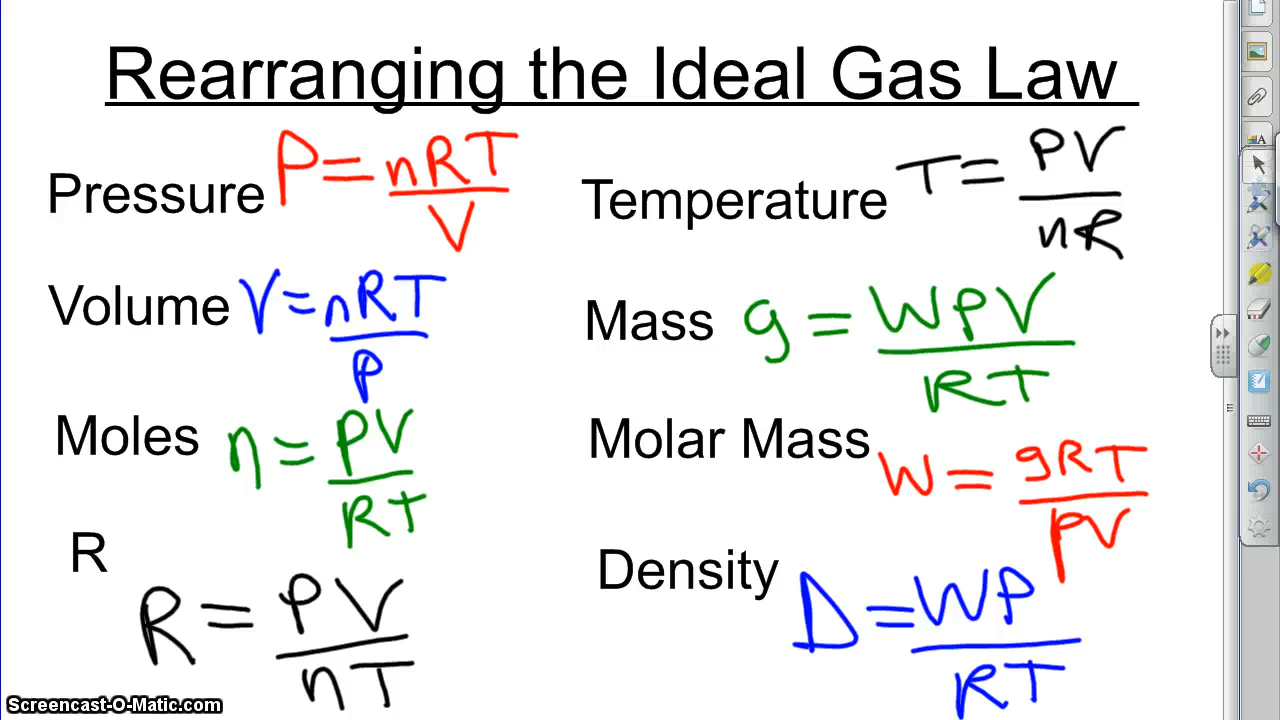 Rearranging the Ideal Gas Law
Pressure P = nRT / V
Volume V = nRT / P
Moles n = PV / RT
R
R = PV / nT
Temperature T = PV / nR
Mass g = WPV / RT
Molar Mass W = gRT / PV
Density D = WP / RT
Screencast-O-Matic.com